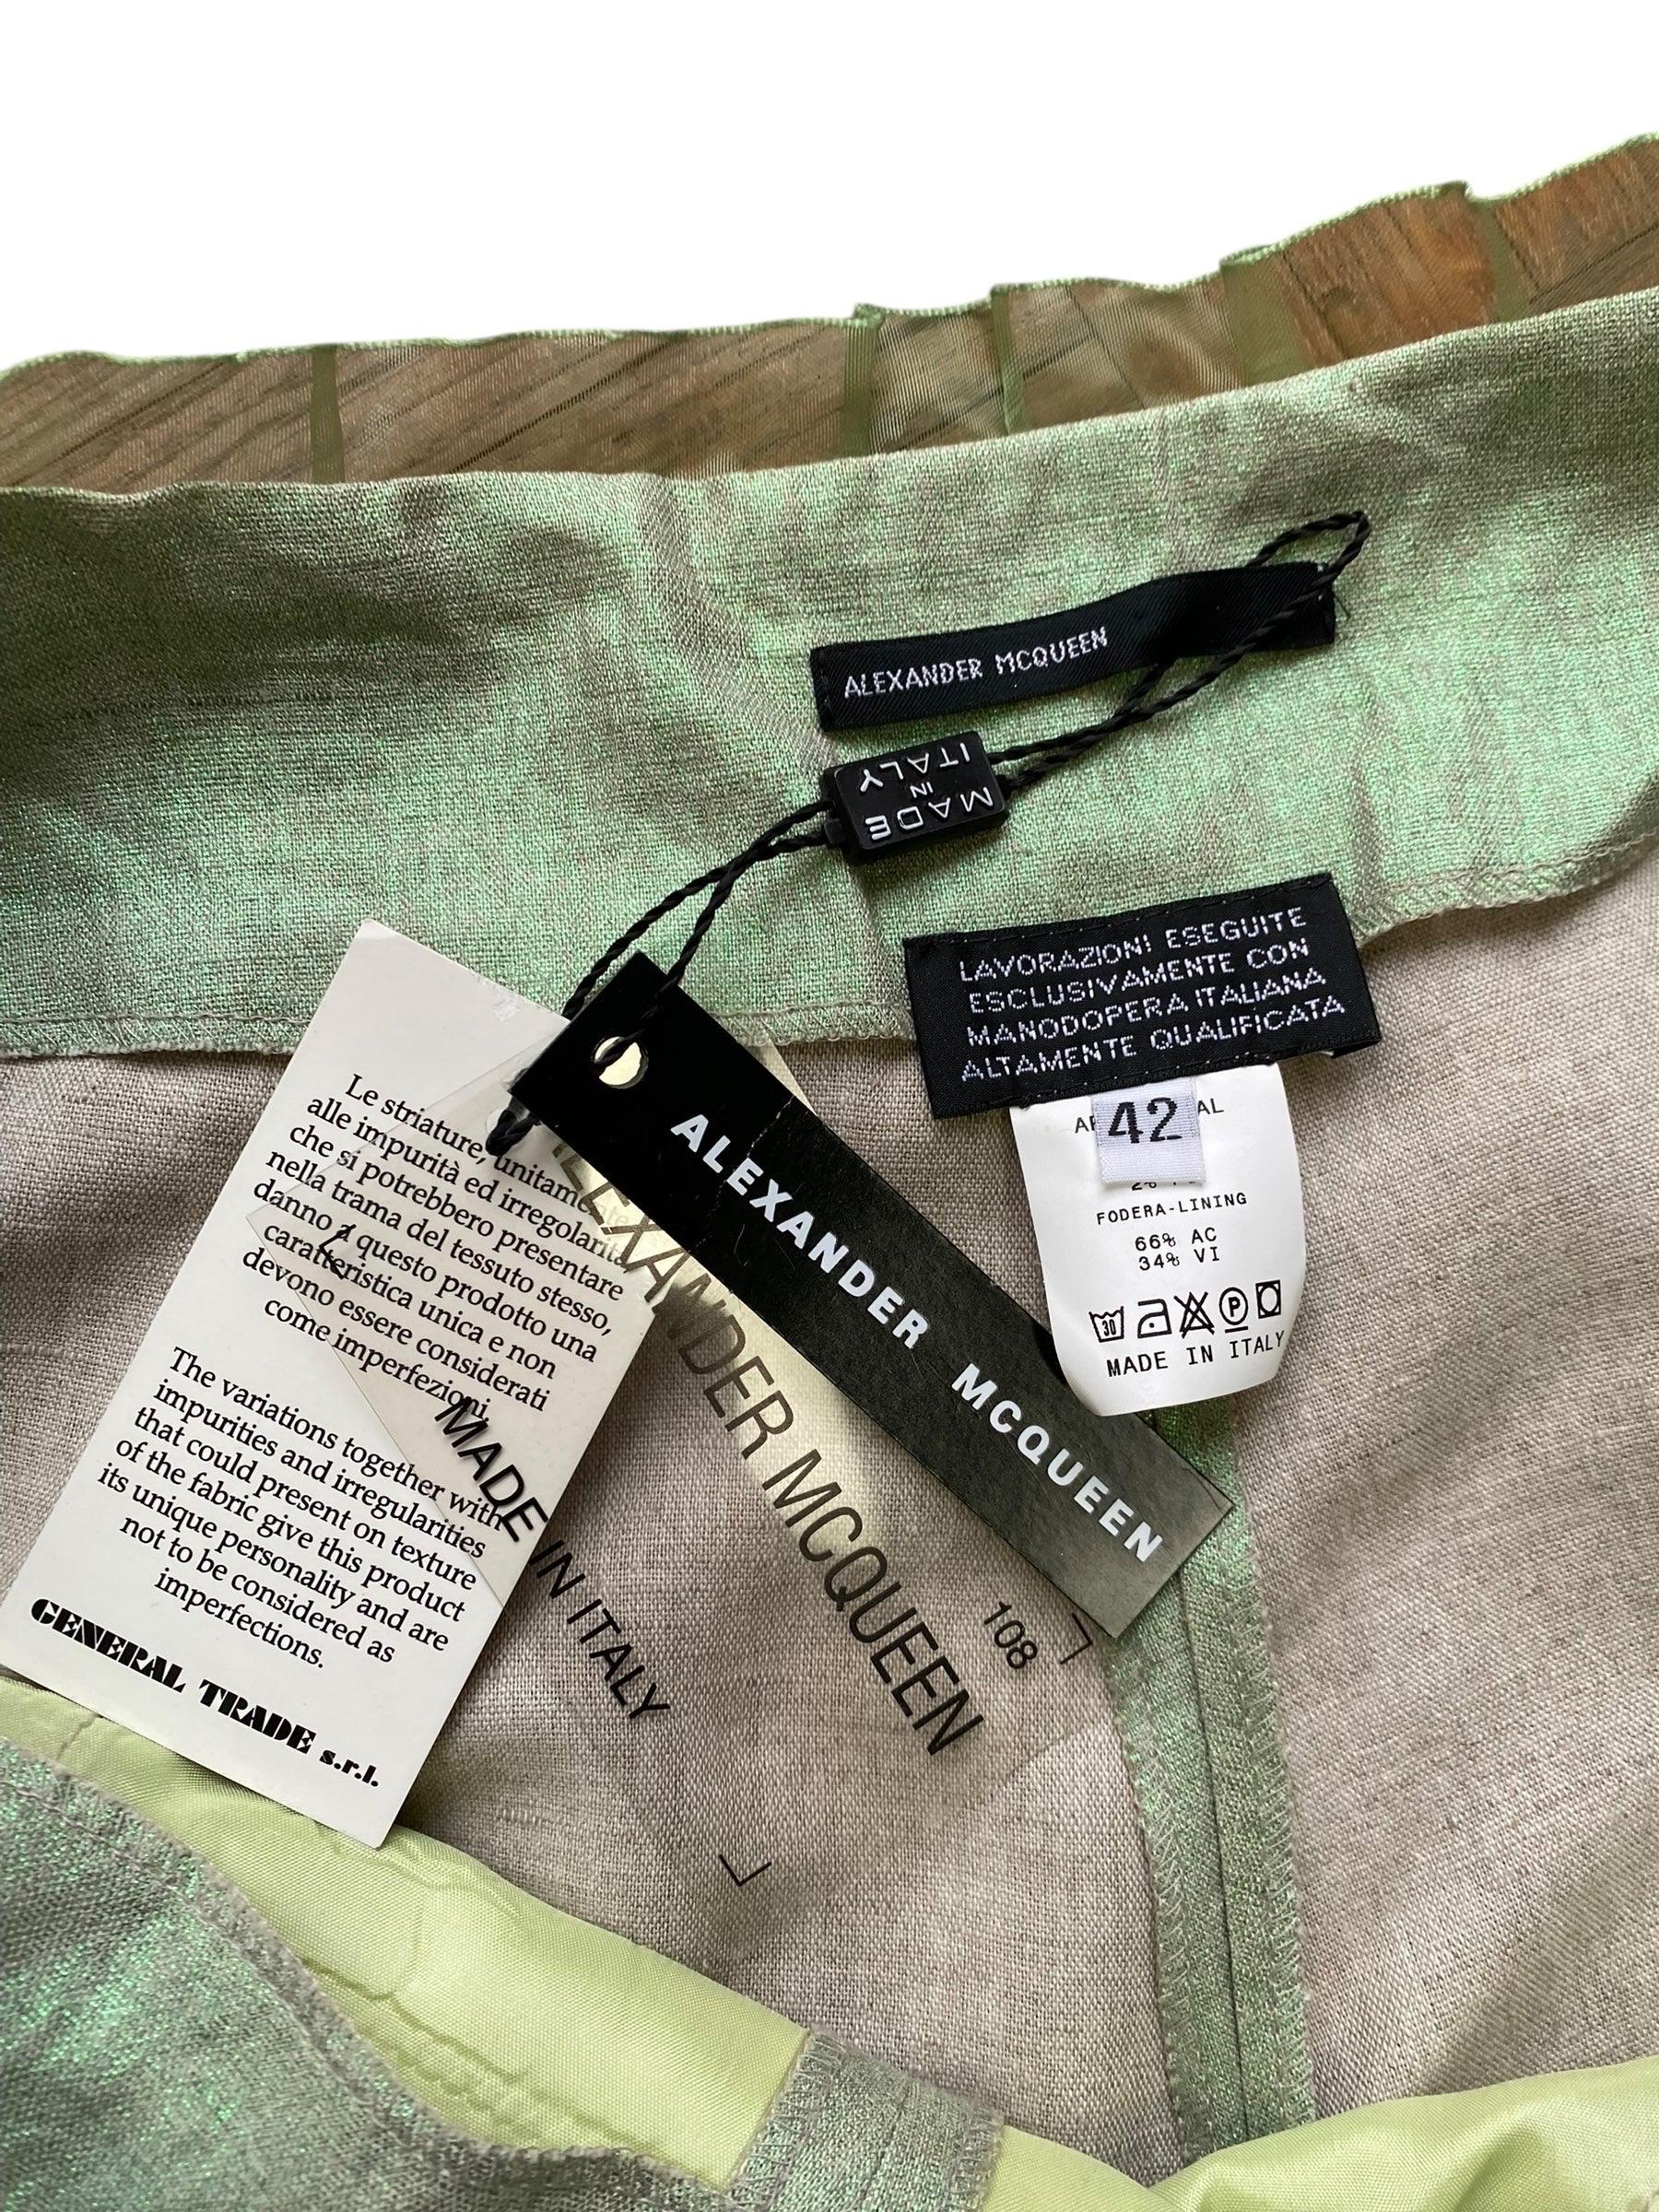 ALEXANDER MCQUEEN
MADE
IN
ITALY
LAVORAZIONI ESEGUITE
ESCLUSIVAMENTE CON
MANODOPERA ITALIANA
ALTAMENTE QUALIFICATA
42
FODERA-LINING
66% AC
34% VI
30
P
MADE IN ITALY
ALEXANDER MCQUEEN
ALEXANDER MCQUEEN
108
MADE IN ITALY
Le striature, unitamente
alle impurità ed irregolarità
che si potrebbero presentare
nella trama del tessuto stesso,
danno a questo prodotto una
caratteristica unica e non
devono essere considerati
come imperfezioni.
The variations together with
impurities and irregularities
that could present on texture
of the fabric give this product
its unique personality and are
not to be considered as
imperfections.
GENERAL TRADE s.r.l.